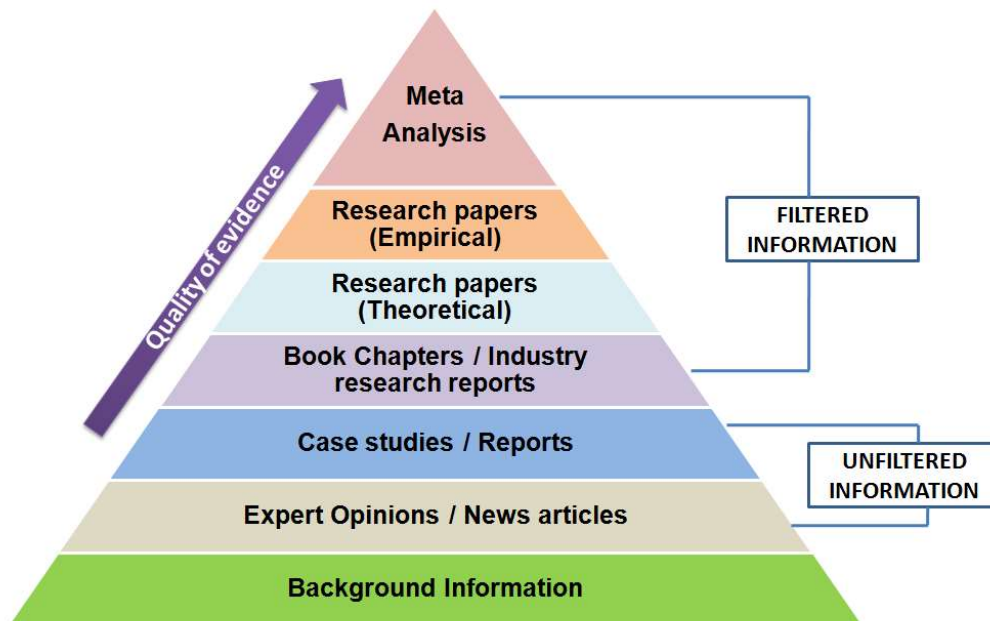 Meta
Analysis
Quality of evidence
Research papers
(Empirical)
FILTERED
INFORMATION
Research papers
(Theoretical)
Book Chapters / Industry
research reports
Case studies / Reports
UNFILTERED
INFORMATION
Expert Opinions / News articles
Background Information